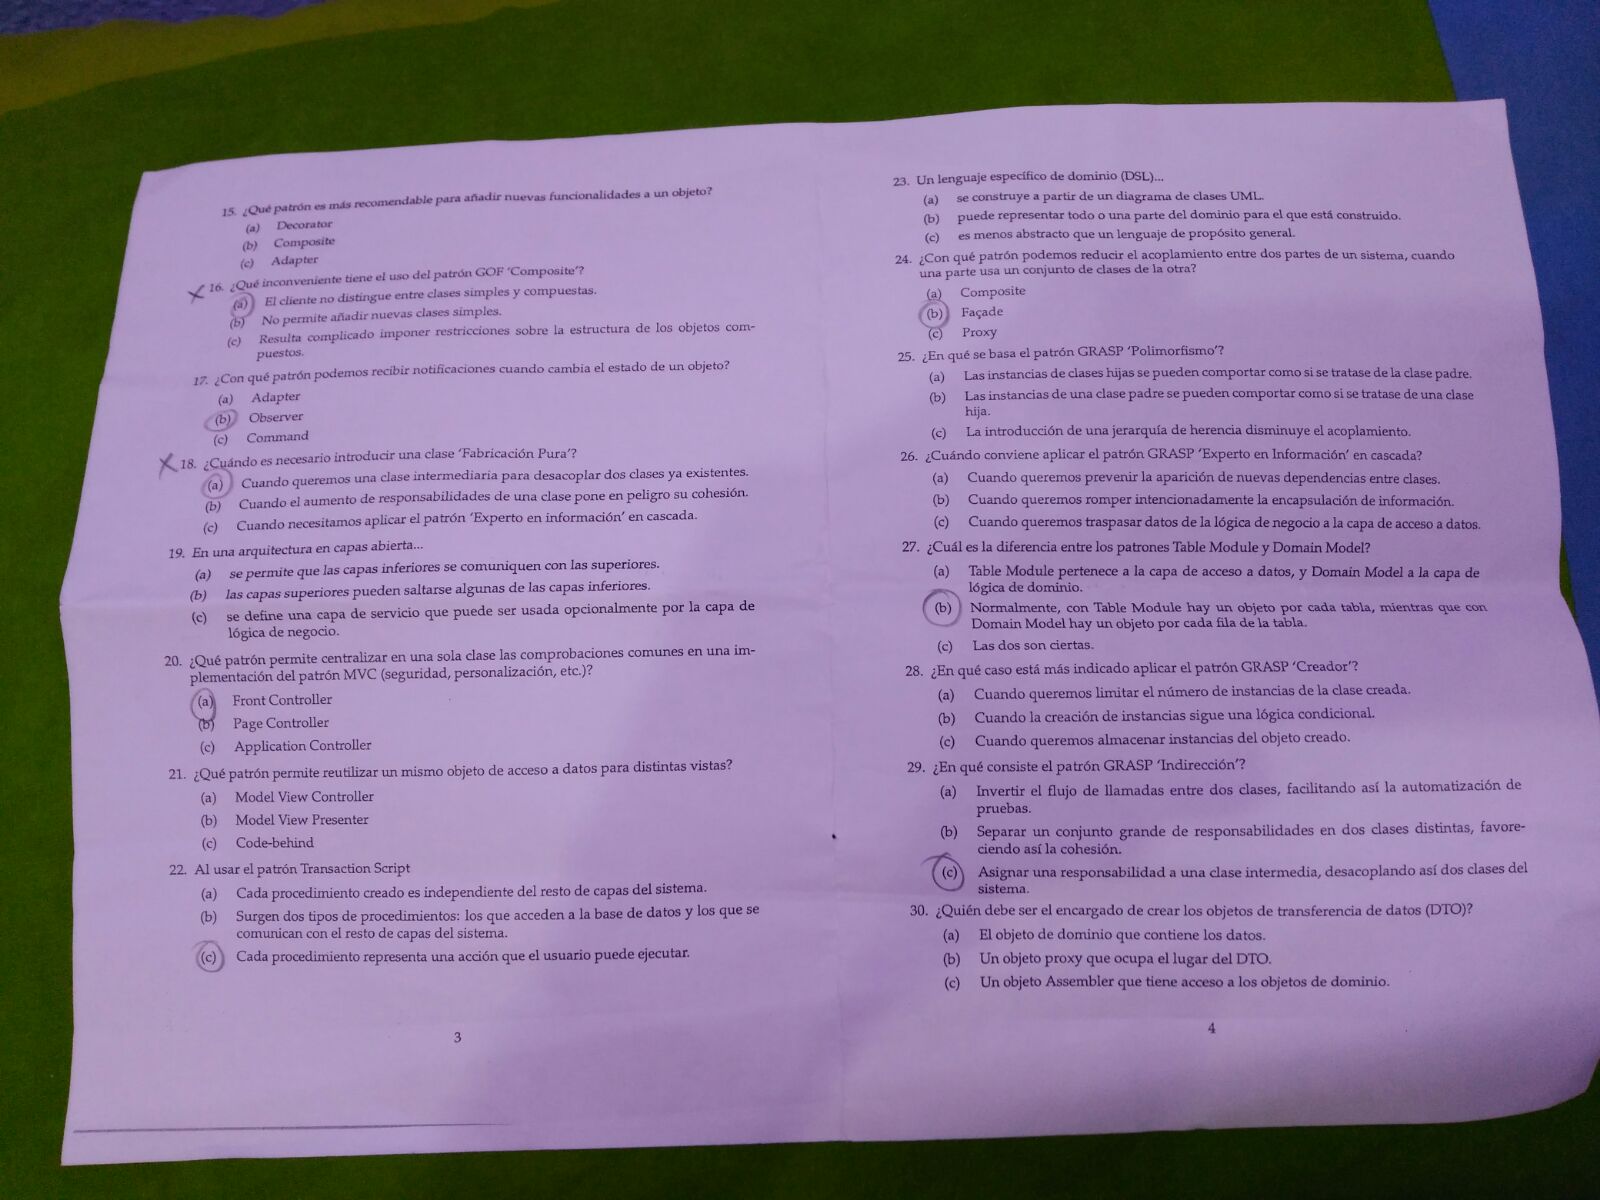 15. ¿Qué patrón es más recomendable para añadir nuevas funcionalidades a un objeto?
(a) Decorator
(b) Composite
(c) Adapter
16. ¿Qué inconveniente tiene el uso del patrón GOF ‘Composite’?
(a) El cliente no distingue entre clases simples y compuestas.
(b) No permite añadir nuevas clases simples.
(c) Resulta complicado imponer restricciones sobre la estructura de los objetos com-
puestos.
17. ¿Con qué patrón podemos recibir notificaciones cuando cambia el estado de un objeto?
(a) Adapter
(b) Observer
(c) Command
18. ¿Cuándo es necesario introducir una clase ‘Fabricación Pura’?
(a) Cuando queremos una clase intermediaria para desacoplar dos clases ya existentes.
(b) Cuando el aumento de responsabilidades de una clase pone en peligro su cohesión.
(c) Cuando necesitamos aplicar el patrón ‘Experto en información’ en cascada.
19. En una arquitectura en capas abierta...
(a) se permite que las capas inferiores se comuniquen con las superiores.
(b) las capas superiores pueden saltarse algunas de las capas inferiores.
(c) se define una capa de servicio que puede ser usada opcionalmente por la capa de
lógica de negocio.
20. ¿Qué patrón permite centralizar en una sola clase las comprobaciones comunes en una im-
plementación del patrón MVC (seguridad, personalización, etc.)?
(a) Front Controller
(b) Page Controller
(c) Application Controller
21. ¿Qué patrón permite reutilizar un mismo objeto de acceso a datos para distintas vistas?
(a) Model View Controller
(b) Model View Presenter
(c) Code-behind
22. Al usar el patrón Transaction Script
(a) Cada procedimiento creado es independiente del resto de capas del sistema.
(b) Surgen dos tipos de procedimientos: los que acceden a la base de datos y los que se
comunican con el resto de capas del sistema.
(c) Cada procedimiento representa una acción que el usuario puede ejecutar.
3
23. Un lenguaje específico de dominio (DSL)...
(a) se construye a partir de un diagrama de clases UML.
(b) puede representar todo o una parte del dominio para el que está construido.
(c) es menos abstracto que un lenguaje de propósito general.
24. ¿Con qué patrón podemos reducir el acoplamiento entre dos partes de un sistema, cuando
una parte usa un conjunto de clases de la otra?
(a) Composite
(b) Façade
(c) Proxy
25. ¿En qué se basa el patrón GRASP ‘Polimorfismo’?
(a) Las instancias de clases hijas se pueden comportar como si se tratase de la clase padre.
(b) Las instancias de una clase padre se pueden comportar como si se tratase de una clase
hija.
(c) La introducción de una jerarquía de herencia disminuye el acoplamiento.
26. ¿Cuándo conviene aplicar el patrón GRASP ‘Experto en Información’ en cascada?
(a) Cuando queremos prevenir la aparición de nuevas dependencias entre clases.
(b) Cuando queremos romper intencionadamente la encapsulación de información.
(c) Cuando queremos traspasar datos de la lógica de negocio a la capa de acceso a datos.
27. ¿Cuál es la diferencia entre los patrones Table Module y Domain Model?
(a) Table Module pertenece a la capa de acceso a datos, y Domain Model a la capa de
lógica de dominio.
(b) Normalmente, con Table Module hay un objeto por cada tabla, mientras que con
Domain Model hay un objeto por cada fila de la tabla.
(c) Las dos son ciertas.
28. ¿En qué caso está más indicado aplicar el patrón GRASP ‘Creador’?
(a) Cuando queremos limitar el número de instancias de la clase creada.
(b) Cuando la creación de instancias sigue una lógica condicional.
(c) Cuando queremos almacenar instancias del objeto creado.
29. ¿En qué consiste el patrón GRASP ‘Indirección’?
(a) Invertir el flujo de llamadas entre dos clases, facilitando así la automatización de
pruebas.
(b) Separar un conjunto grande de responsabilidades en dos clases distintas, favore-
ciendo así la cohesión.
(c) Asignar una responsabilidad a una clase intermedia, desacoplando así dos clases del
sistema.
30. ¿Quién debe ser el encargado de crear los objetos de transferencia de datos (DTO)?
(a) El objeto de dominio que contiene los datos.
(b) Un objeto proxy que ocupa el lugar del DTO.
(c) Un objeto Assembler que tiene acceso a los objetos de dominio.
4